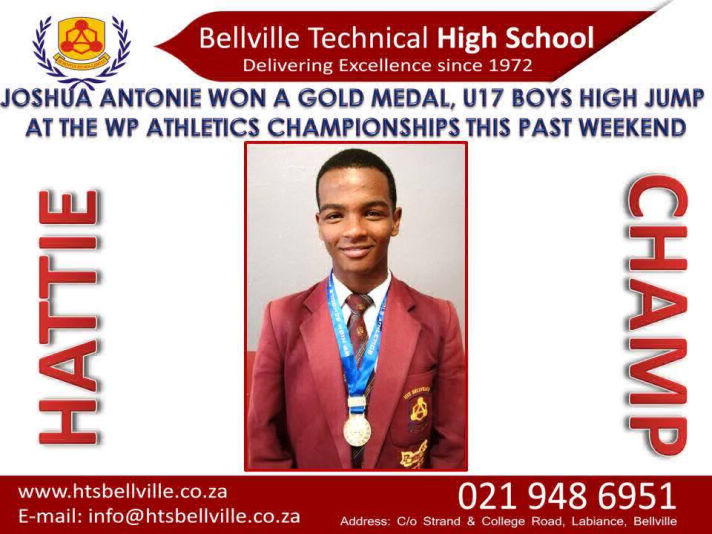 Bellville Technical High School
Delivering Excellence since 1972
JOSHUA ANTONIE WON A GOLD MEDAL, U17 BOYS HIGH JUMP
AT THE WP ATHLETICS CHAMPIONSHIPS THIS PAST WEEKEND
HATTIE
CHAMP
www.htsbellville.co.za
E-mail: info@htsbellville.co.za
021 948 6951
Address: C/o Strand & College Road, Labiance, Bellville